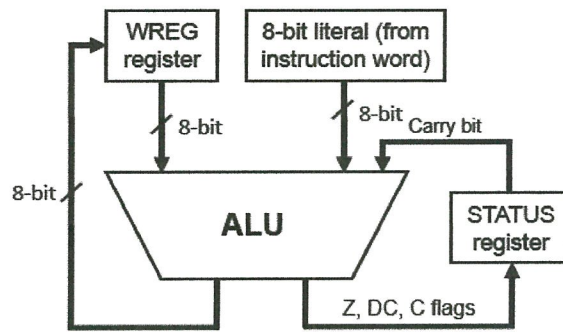 WREG
register
8-bit literal (from
instruction word)
8-bit
8-bit
Carry bit
8-bit
ALU
STATUS
register
Z, DC, C flags